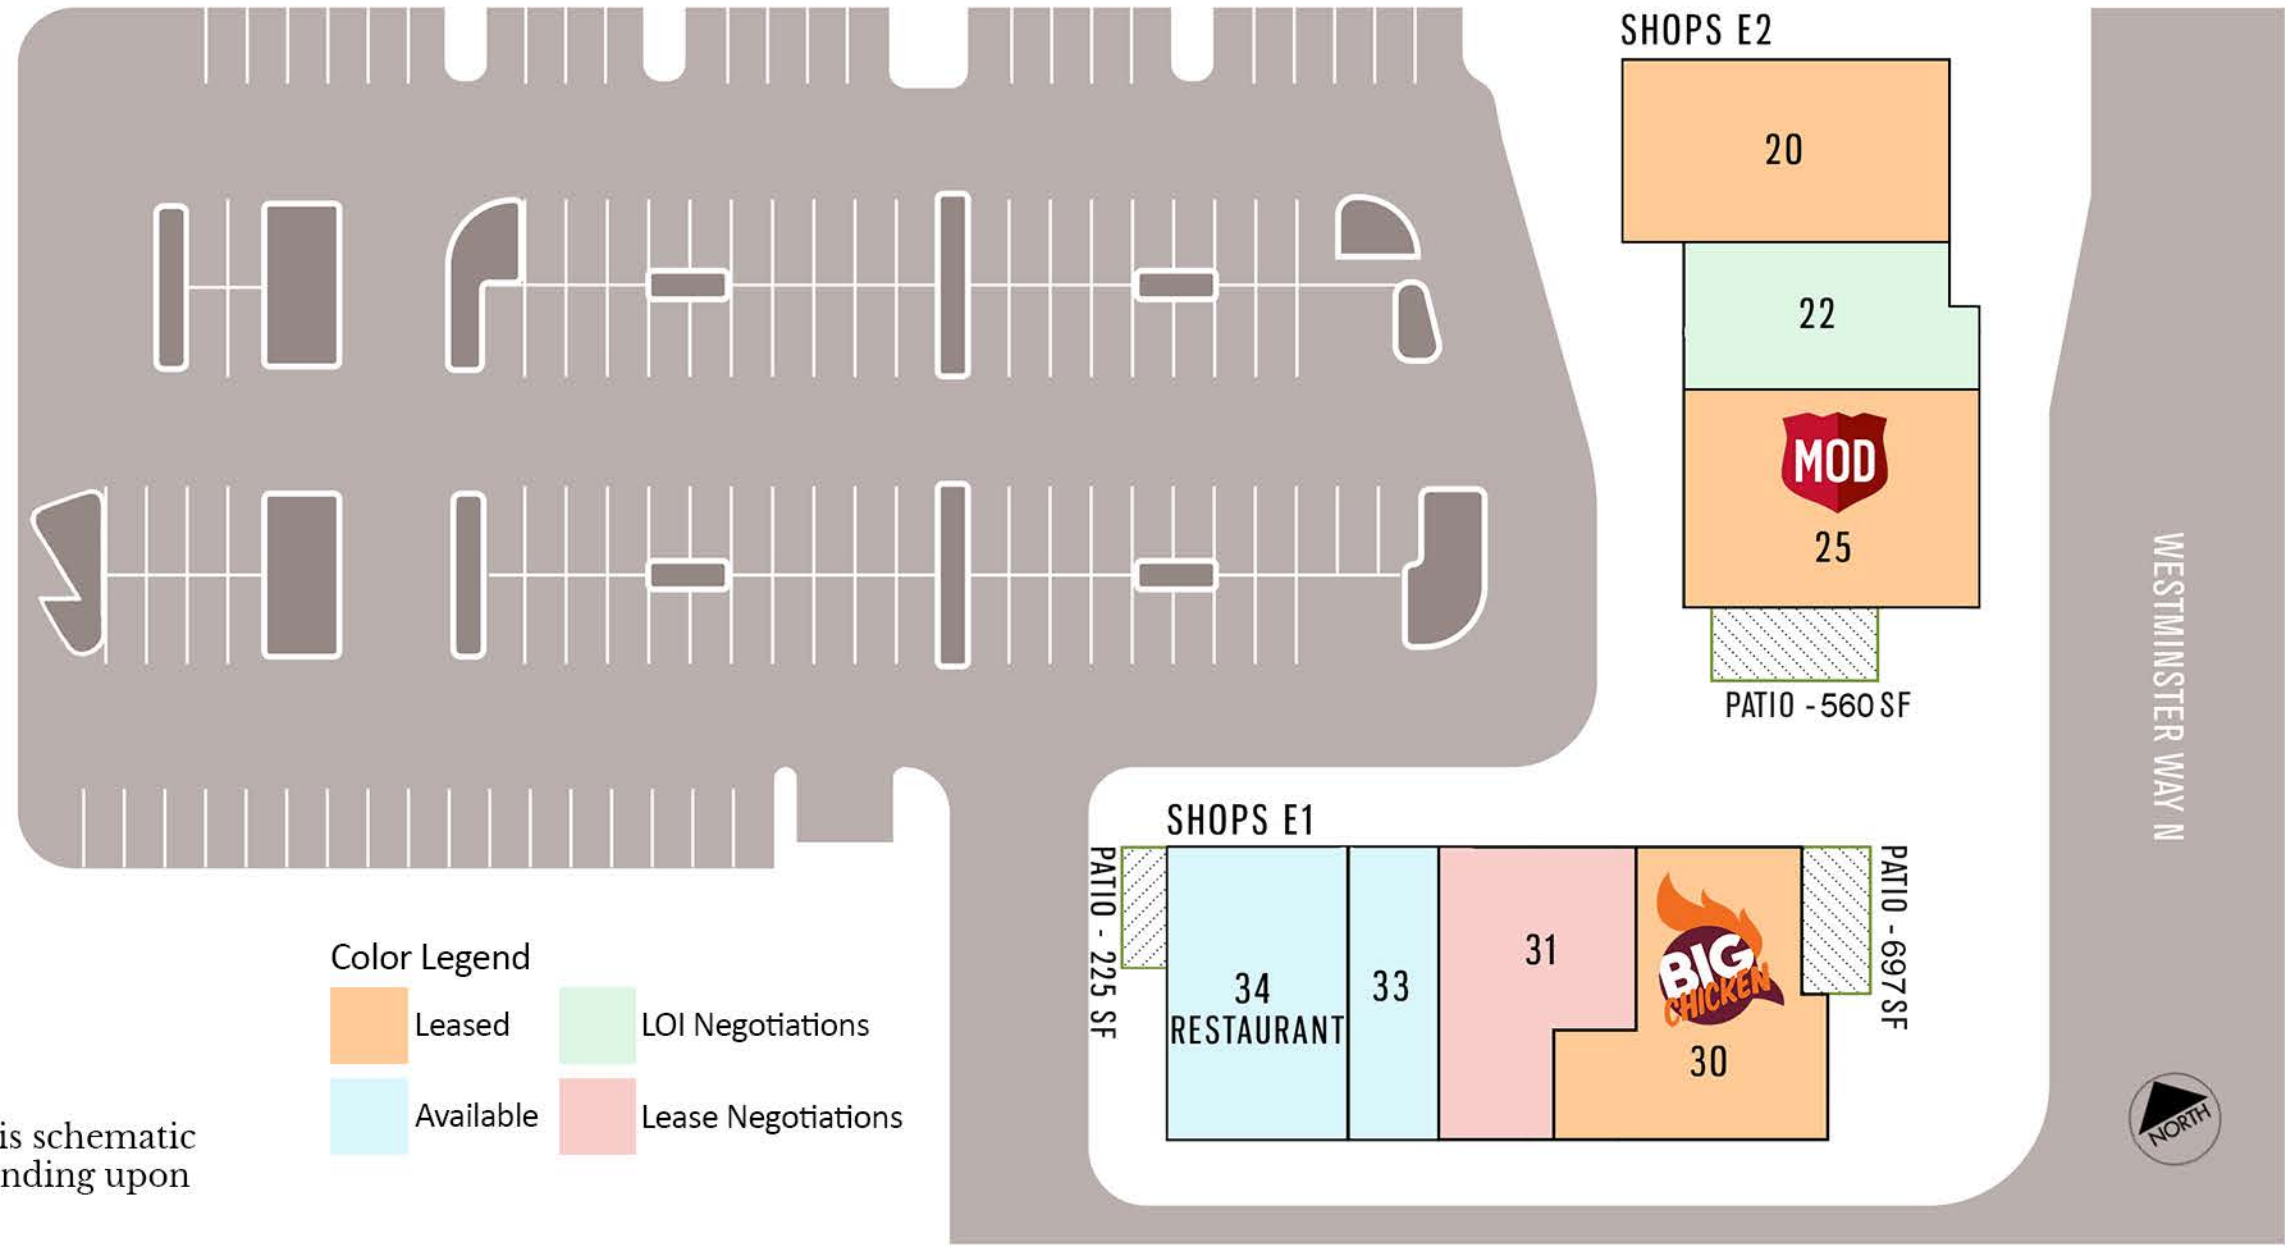 SHOPS E2
20
22
MOD
25
PATIO - 560 SF
WESTMINSTER WAY N
SHOPS E1
PATIO - 225 SF
34
RESTAURANT
33
31
BIG
CHICKEN
30
PATIO - 697 SF
NORTH
Color Legend
Leased
LOI Negotiations
Available
Lease Negotiations
is schematic
nding upon